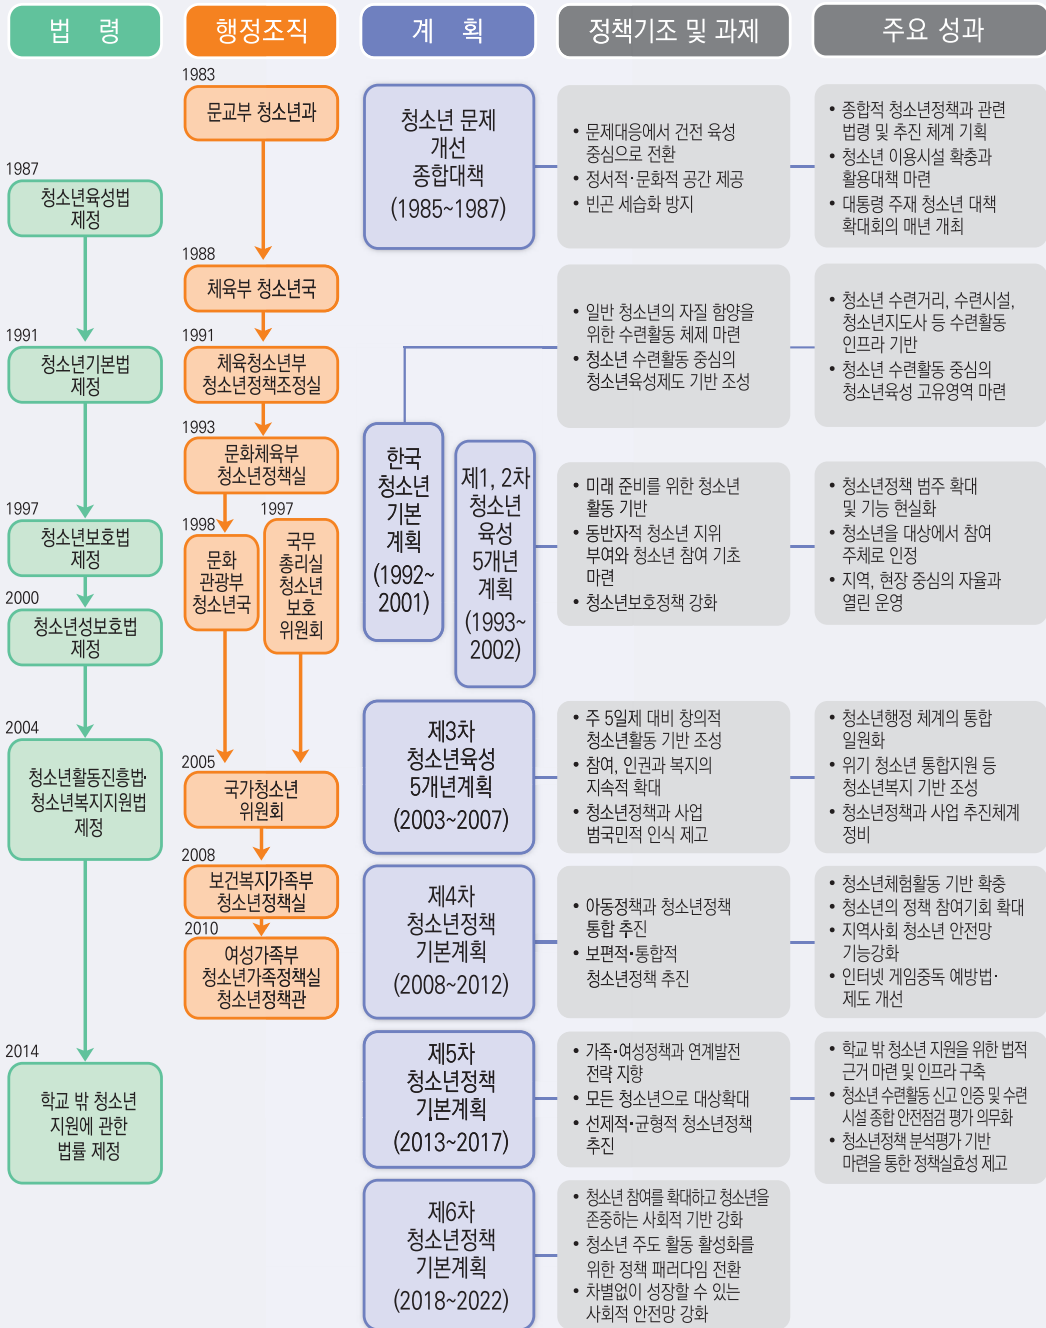 법 령
행정조직
계 획
정책기조 및 과제
주요 성과
1987
청소년육성법
제정
1991
청소년기본법
제정
1997
청소년보호법
제정
2000
청소년성보호법
제정
2004
청소년활동진흥법·
청소년복지지원법
제정
2014
학교 밖 청소년
지원에 관한
법률 제정
1983
문교부 청소년과
1988
체육부 청소년국
1991
체육청소년부
청소년정책조정실
1993
문화체육부
청소년정책실
1998
문화
관광부
청소년국
1997
국무
총리실
청소년
보호
위원회
2005
국가청소년
위원회
2008
보건복지가족부
청소년정책실
2010
여성가족부
청소년가족정책실
청소년정책관
청소년 문제
개선
종합대책
(1985~1987)
• 문제대응에서 건전 육성
중심으로 전환
• 정서적·문화적 공간 제공
• 빈곤 세습화 방지
• 종합적 청소년정책과 관련
법령 및 추진 체계 기획
• 청소년 이용시설 확충과
활용대책 마련
• 대통령 주재 청소년 대책
확대회의 매년 개최
한국
청소년
기본
계획
(1992~
2001)
• 일반 청소년의 자질 함양을
위한 수련활동 체제 마련
• 청소년 수련활동 중심의
청소년육성제도 기반 조성
• 청소년 수련거리, 수련시설,
청소년지도사 등 수련활동
인프라 기반
• 청소년 수련활동 중심의
청소년육성 고유영역 마련
제1, 2차
청소년
육성
5개년
계획
(1993~
2002)
• 미래 준비를 위한 청소년
활동 기반
• 동반자적 청소년 지위
부여와 청소년 참여 기초
마련
• 청소년보호정책 강화
• 청소년정책 범주 확대
및 기능 현실화
• 청소년을 대상에서 참여
주체로 인정
• 지역, 현장 중심의 자율과
열린 운영
제3차
청소년육성
5개년계획
(2003~2007)
• 주 5일제 대비 창의적
청소년활동 기반 조성
• 참여, 인권과 복지의
지속적 확대
• 청소년정책과 사업
범국민적 인식 제고
• 청소년행정 체계의 통합
일원화
• 위기 청소년 통합지원 등
청소년복지 기반 조성
• 청소년정책과 사업 추진체계
정비
제4차
청소년정책
기본계획
(2008~2012)
• 아동정책과 청소년정책
통합 추진
• 보편적·통합적
청소년정책 추진
• 청소년체험활동 기반 확충
• 청소년의 정책 참여기회 확대
• 지역사회 청소년 안전망
기능강화
• 인터넷 게임중독 예방법·
제도 개선
제5차
청소년정책
기본계획
(2013~2017)
• 가족·여성정책과 연계발전
전략 지향
• 모든 청소년으로 대상확대
• 선제적·균형적 청소년정책
추진
• 학교 밖 청소년 지원을 위한 법적
근거 마련 및 인프라 구축
• 청소년 수련활동 신고 인증 및 수련
시설 종합 안전점검 평가 의무화
• 청소년정책 분석평가 기반
마련을 통한 정책실효성 제고
제6차
청소년정책
기본계획
(2018~2022)
• 청소년 참여를 확대하고 청소년을
존중하는 사회적 기반 강화
• 청소년 주도 활동 활성화를
위한 정책 패러다임 전환
• 차별없이 성장할 수 있는
사회적 안전망 강화